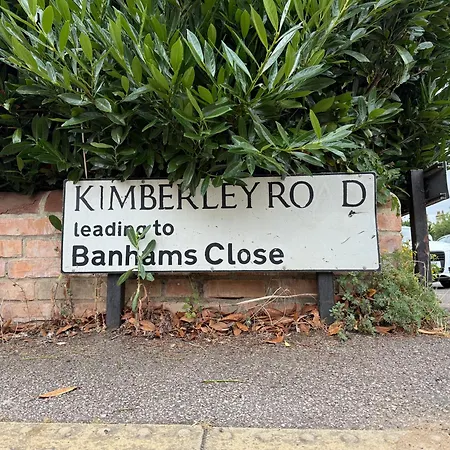 KIMBERLEY RO D
leading to
Banhams Close